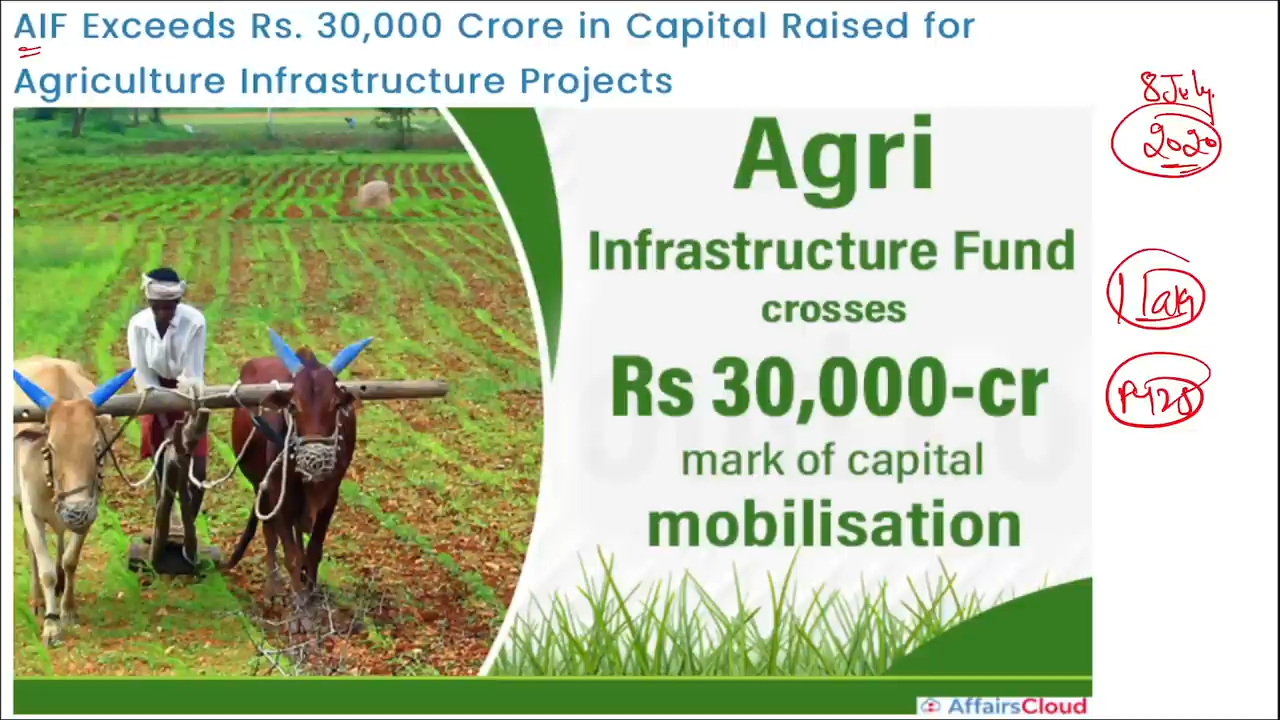 AIF Exceeds Rs. 30,000 Crore in Capital Raised for
Agriculture Infrastructure Projects
Agri
Infrastructure Fund
crosses
Rs 30,000-cr
mark of capital
mobilisation
AffairsCloud
8 July
2020
1 lakh